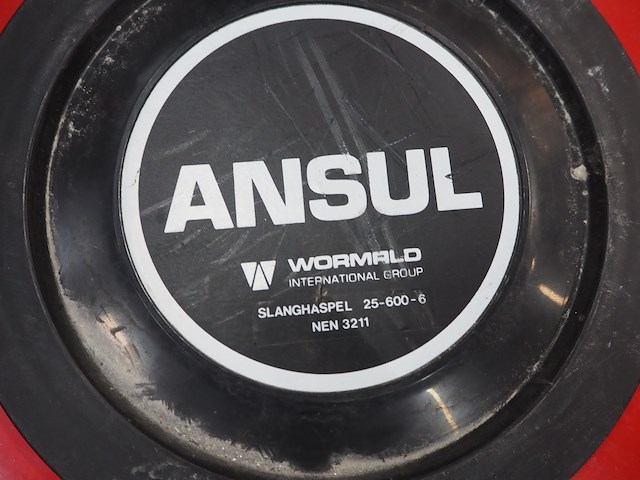 ANSUL
WORMALD
INTERNATIONAL GROUP
SLANGHASPEL 25-600-6
NEN 3211